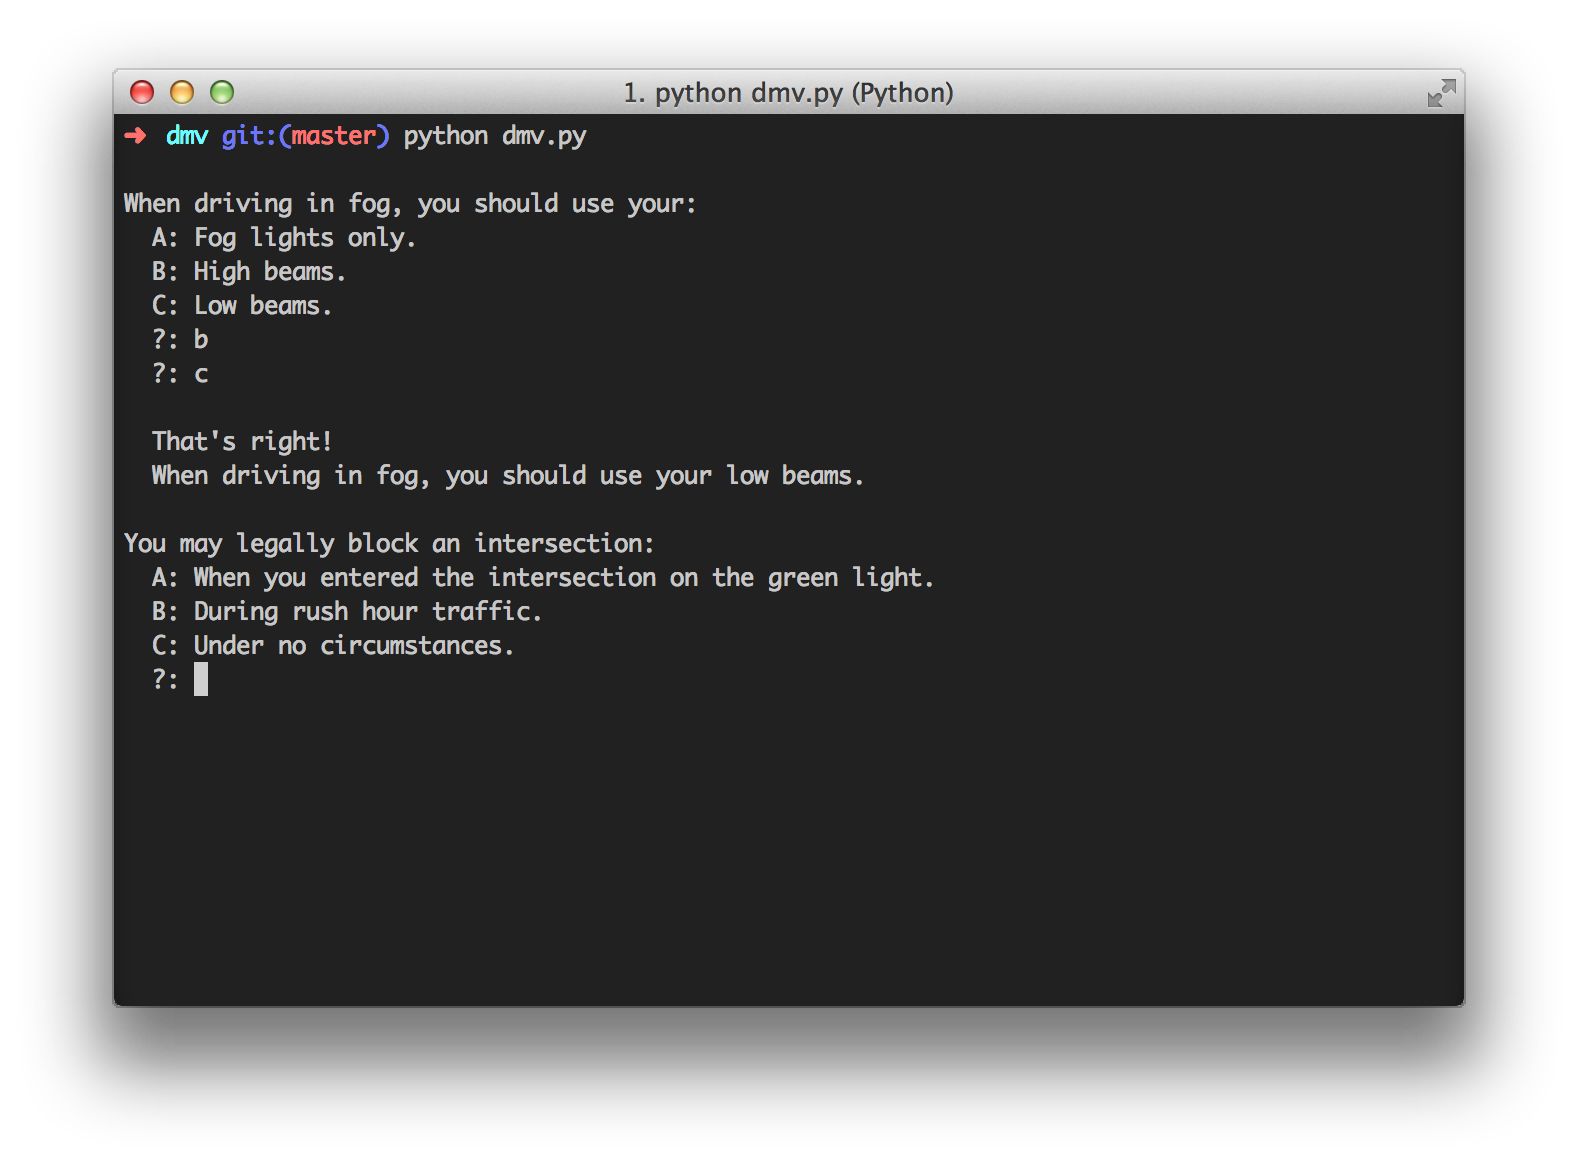 1. python dmv.py (Python)
➜ dmv git:(master) python dmv.py
When driving in fog, you should use your:
A: Fog lights only.
B: High beams.
C: Low beams.
?: b
?: c
That's right!
When driving in fog, you should use your low beams.
You may legally block an intersection:
A: When you entered the intersection on the green light.
B: During rush hour traffic.
C: Under no circumstances.
?: